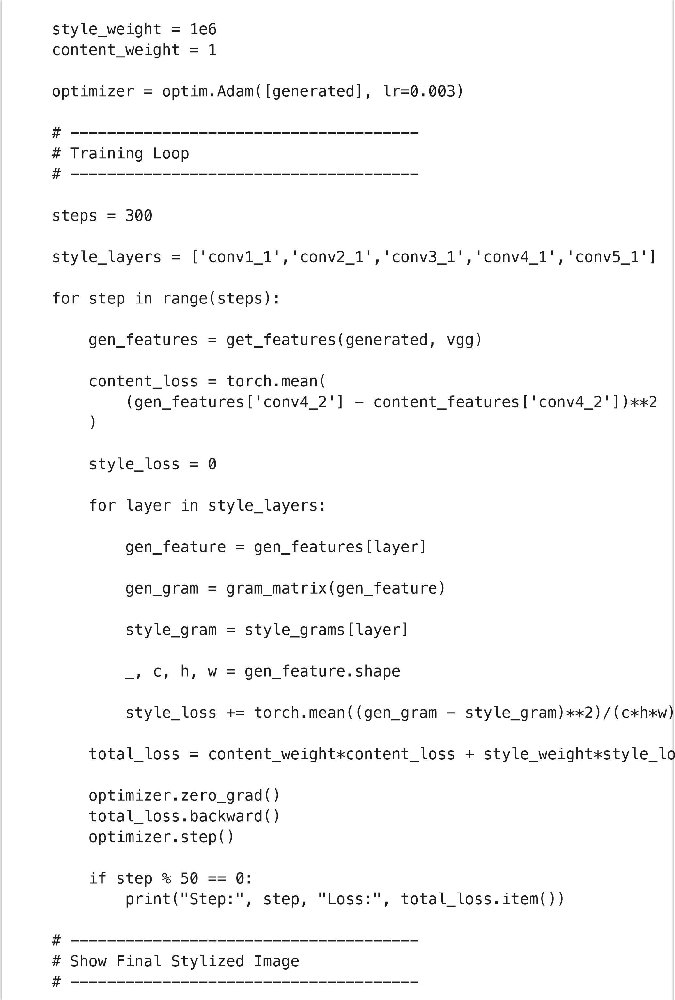 style_weight = 1e6
content_weight = 1
optimizer = optim.Adam([generated], lr=0.003)
# --------------------------------------
# Training Loop
# --------------------------------------
steps = 300
style_layers = ['conv1_1','conv2_1','conv3_1','conv4_1','conv5_1']
for step in range(steps):
    gen_features = get_features(generated, vgg)
    content_loss = torch.mean(
        (gen_features['conv4_2'] - content_features['conv4_2'])**2
    )
    style_loss = 0
    for layer in style_layers:
        gen_feature = gen_features[layer]
        gen_gram = gram_matrix(gen_feature)
        style_gram = style_grams[layer]
        _, c, h, w = gen_feature.shape
        style_loss += torch.mean((gen_gram - style_gram)**2)/(c*h*w)
    total_loss = content_weight*content_loss + style_weight*style_lo
    optimizer.zero_grad()
    total_loss.backward()
    optimizer.step()
    if step % 50 == 0:
        print("Step:", step, "Loss:", total_loss.item())
# --------------------------------------
# Show Final Stylized Image
# --------------------------------------